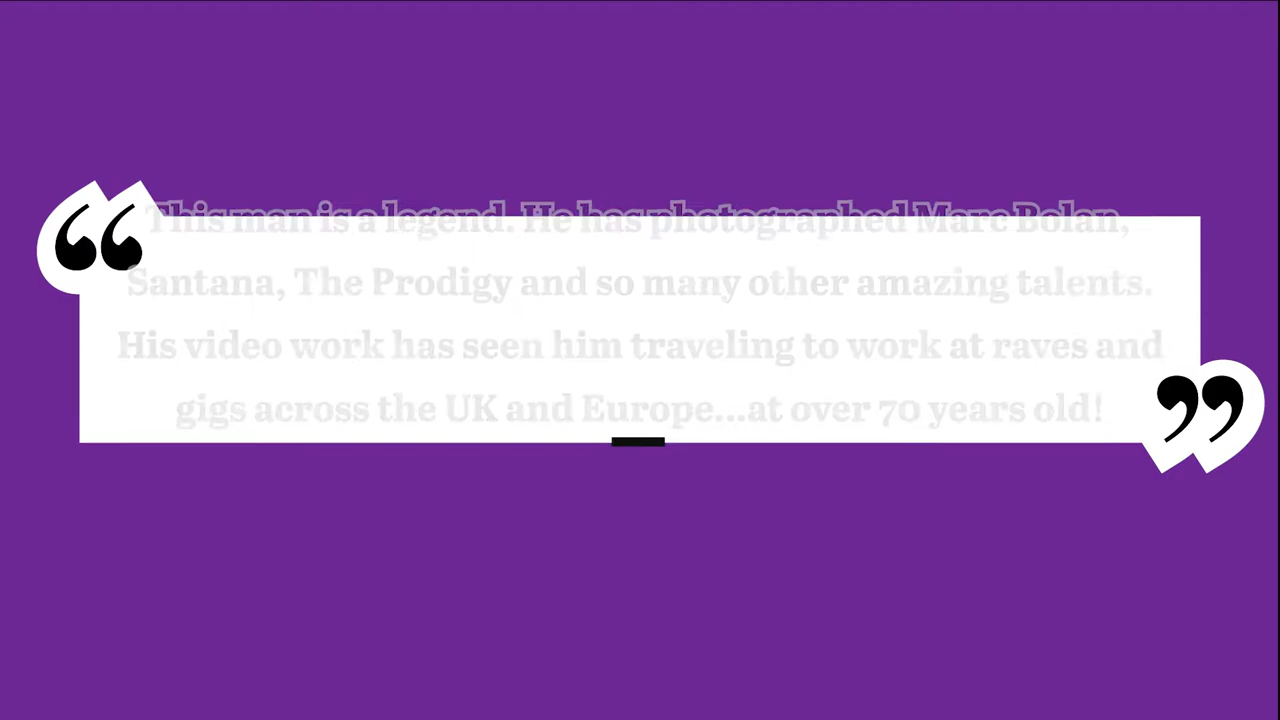 “This man is a legend. He has photographed Marc Bolan,
Santana, The Prodigy and so many other amazing talents.
His video work has seen him traveling to work at raves and
gigs across the UK and Europe...at over 70 years old!”